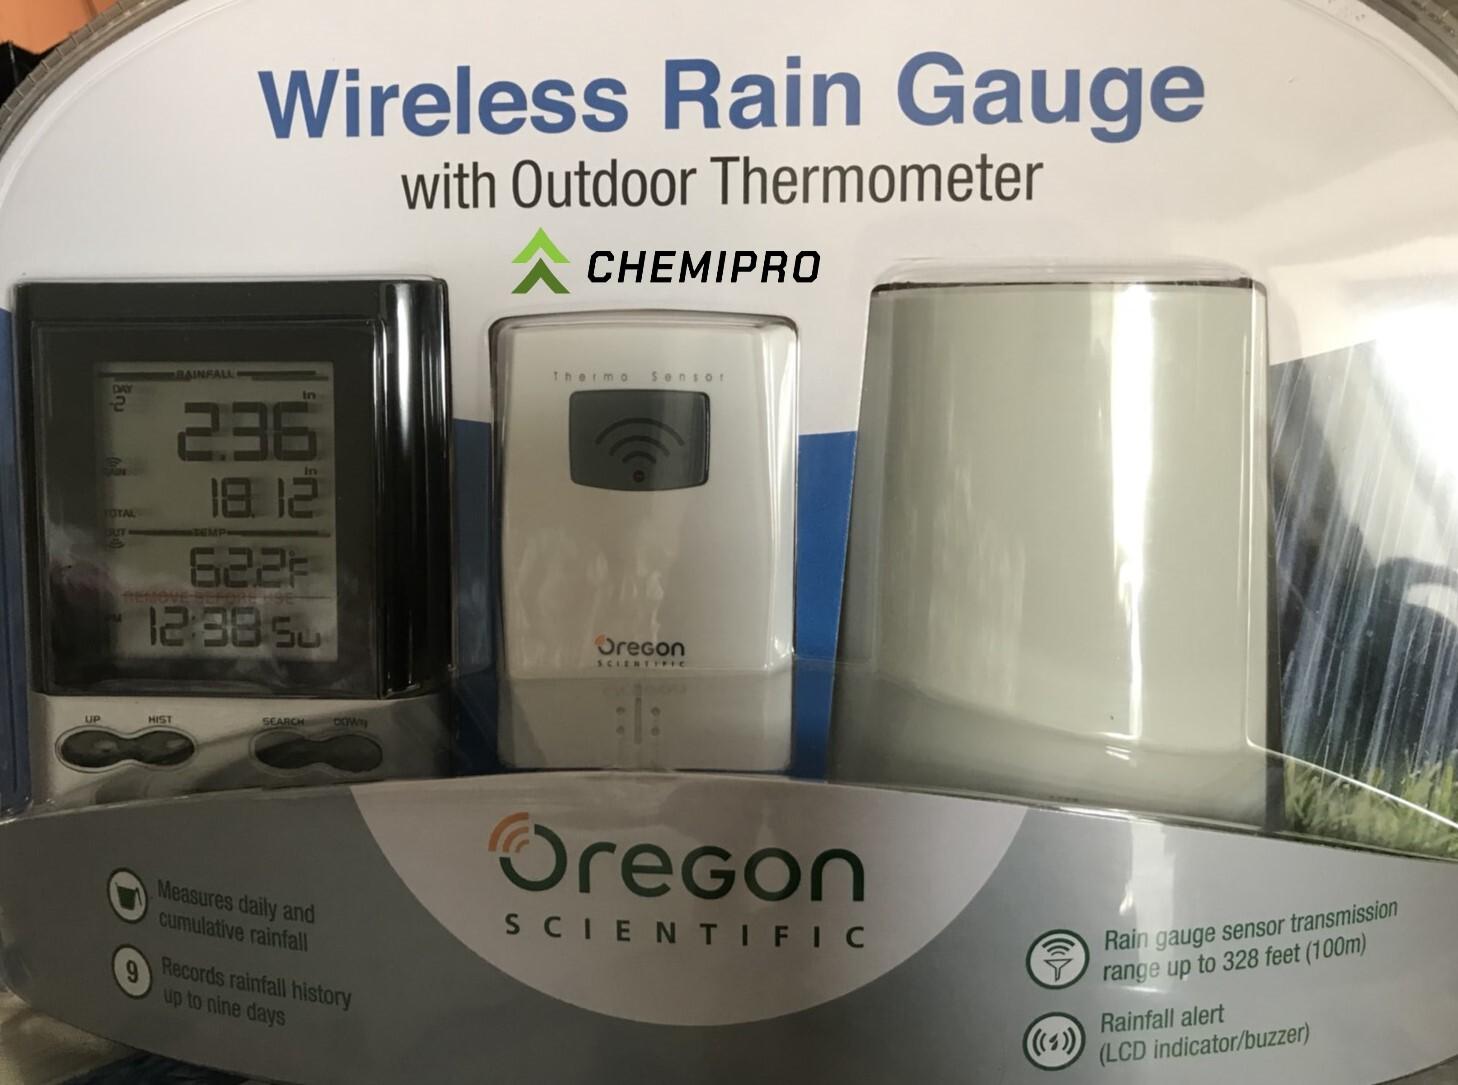 Wireless Rain Gauge
with Outdoor Thermometer
CHEMIPRO
RAINFALL
DAY
-2
in
2.36
RAIN
in
18.12
TOTAL
OUT
TEMP
62.2F
REMOVE BEFORE USE
PM
12:38 SU
UP
HIST
SEARCH
DOWN
Thermo Sensor
Oregon
SCIENTIFIC
Oregon
SCIENTIFIC
Measures daily and
cumulative rainfall
9
Records rainfall history
up to nine days
Rain gauge sensor transmission
range up to 328 feet (100m)
Rainfall alert
(LCD indicator/buzzer)